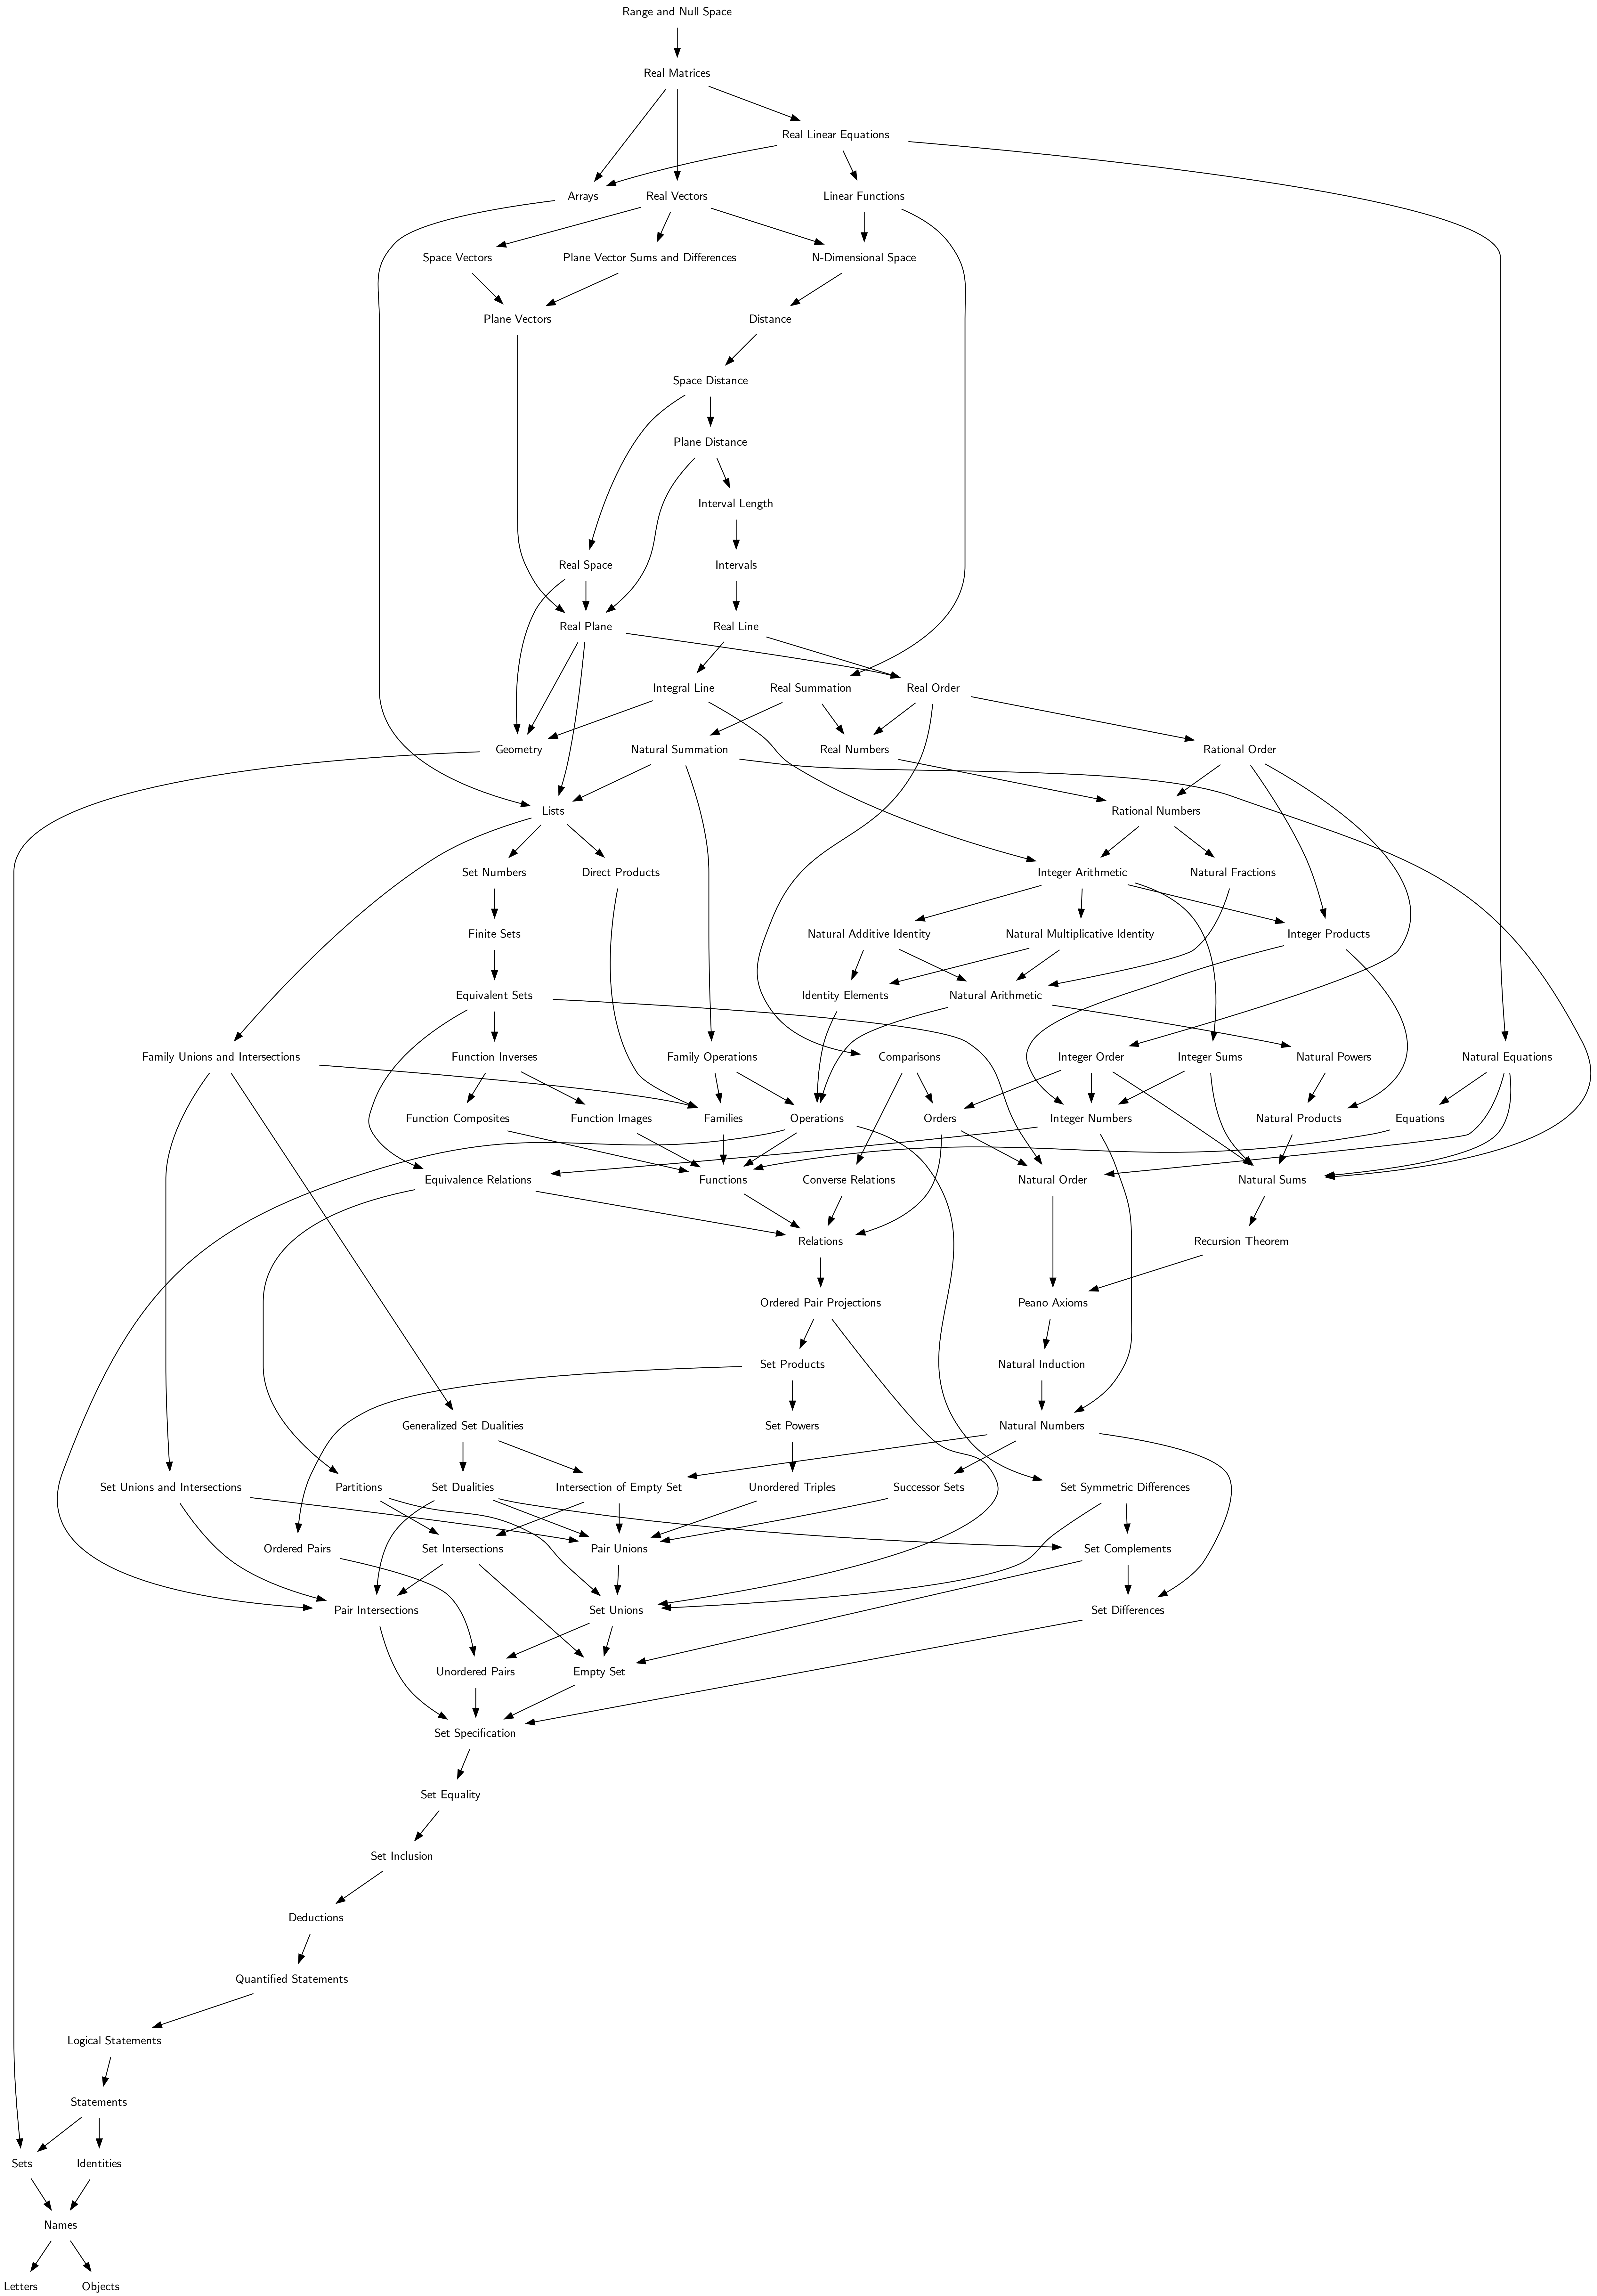 Range and Null Space
Real Matrices
Real Linear Equations
Arrays
Real Vectors
Linear Functions
Space Vectors
Plane Vector Sums and Differences
N-Dimensional Space
Plane Vectors
Distance
Space Distance
Plane Distance
Interval Length
Real Space
Intervals
Real Plane
Real Line
Integral Line
Real Summation
Real Order
Geometry
Natural Summation
Real Numbers
Rational Order
Lists
Rational Numbers
Set Numbers
Direct Products
Integer Arithmetic
Natural Fractions
Finite Sets
Natural Additive Identity
Natural Multiplicative Identity
Integer Products
Equivalent Sets
Identity Elements
Natural Arithmetic
Family Unions and Intersections
Function Inverses
Family Operations
Comparisons
Integer Order
Integer Sums
Natural Powers
Natural Equations
Function Composites
Function Images
Families
Operations
Orders
Integer Numbers
Natural Products
Equations
Equivalence Relations
Functions
Converse Relations
Natural Order
Natural Sums
Relations
Recursion Theorem
Ordered Pair Projections
Peano Axioms
Set Products
Natural Induction
Generalized Set Dualities
Set Powers
Natural Numbers
Set Unions and Intersections
Partitions
Set Dualities
Intersection of Empty Set
Unordered Triples
Successor Sets
Set Symmetric Differences
Ordered Pairs
Set Intersections
Pair Unions
Set Complements
Pair Intersections
Set Unions
Set Differences
Unordered Pairs
Empty Set
Set Specification
Set Equality
Set Inclusion
Deductions
Quantified Statements
Logical Statements
Statements
Sets
Identities
Names
Letters
Objects